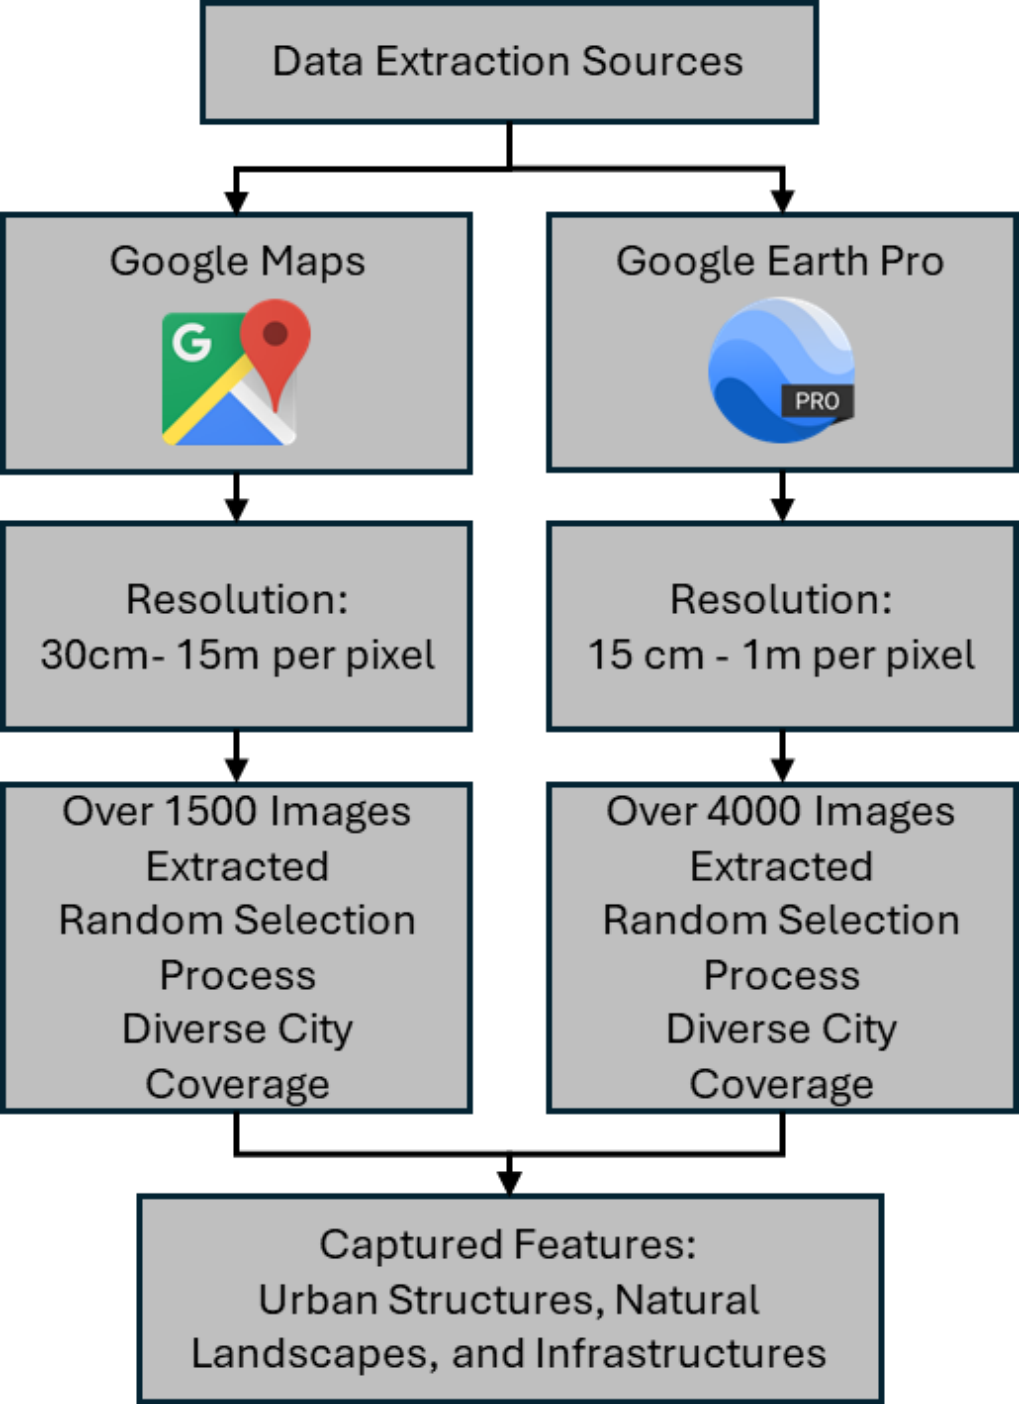 Data Extraction Sources
Google Maps
G
Resolution:
30cm- 15m per pixel
Over 1500 Images
Extracted
Random Selection
Process
Diverse City
Coverage
Google Earth Pro
PRO
Resolution:
15 cm - 1m per pixel
Over 4000 Images
Extracted
Random Selection
Process
Diverse City
Coverage
Captured Features:
Urban Structures, Natural
Landscapes, and Infrastructures